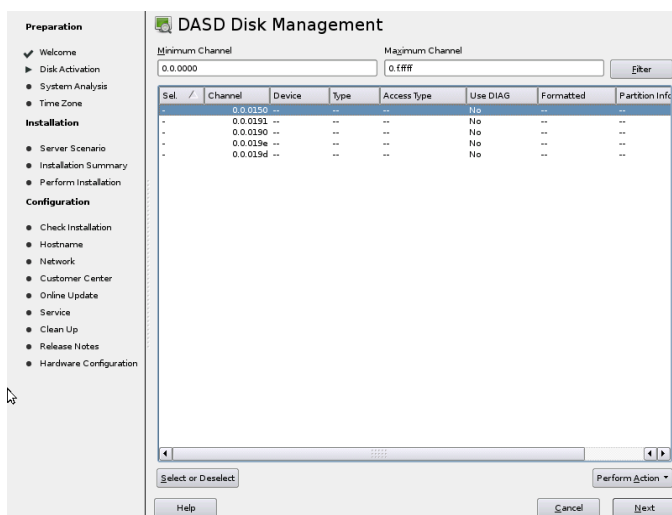 Preparation
Welcome
Disk Activation
System Analysis
Time Zone
Installation
Server Scenario
Installation Summary
Perform Installation
Configuration
Check Installation
Hostname
Network
Customer Center
Online Update
Service
Clean Up
Release Notes
Hardware Configuration
DASD Disk Management
Minimum Channel Maximum Channel
0.0.0000 0.f.ffff Filter
Sel. Channel Device Type Access Type Use DIAG Formatted Partition Info
- 0.0.0150 -- -- -- No -- --
- 0.0.0191 -- -- -- No -- --
- 0.0.0190 -- -- -- No -- --
- 0.0.019e -- -- -- No -- --
- 0.0.019d -- -- -- No -- --
Select or Deselect Perform Action
Help Cancel Next